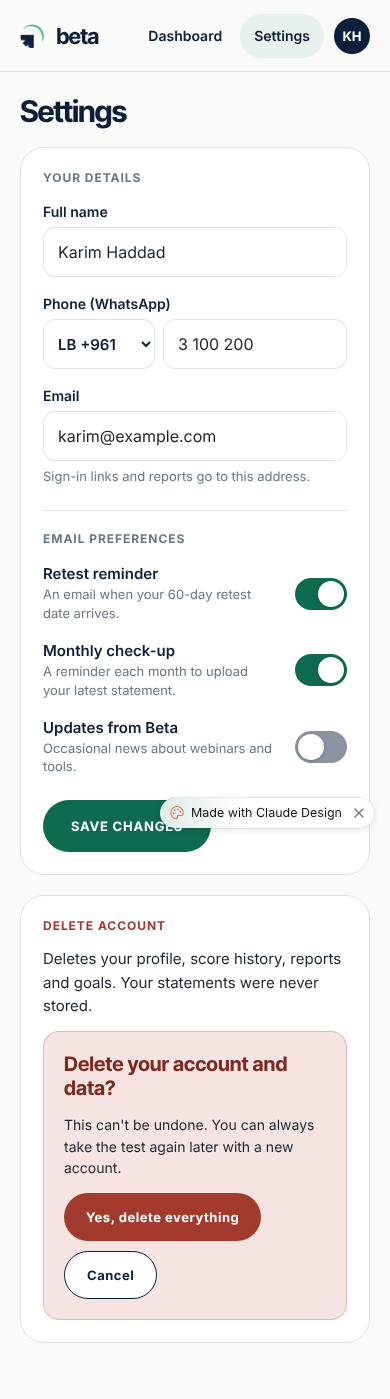 beta
Dashboard
Settings
KH
Settings
YOUR DETAILS
Full name
Karim Haddad
Phone (WhatsApp)
LB +961
3 100 200
Email
karim@example.com
Sign-in links and reports go to this address.
EMAIL PREFERENCES
Retest reminder
An email when your 60-day retest
date arrives.
Monthly check-up
A reminder each month to upload
your latest statement.
Updates from Beta
Occasional news about webinars and
tools.
SAVE CHANGES
Made with Claude Design
DELETE ACCOUNT
Deletes your profile, score history, reports
and goals. Your statements were never
stored.
Delete your account and
data?
This can't be undone. You can always
take the test again later with a new
account.
Yes, delete everything
Cancel